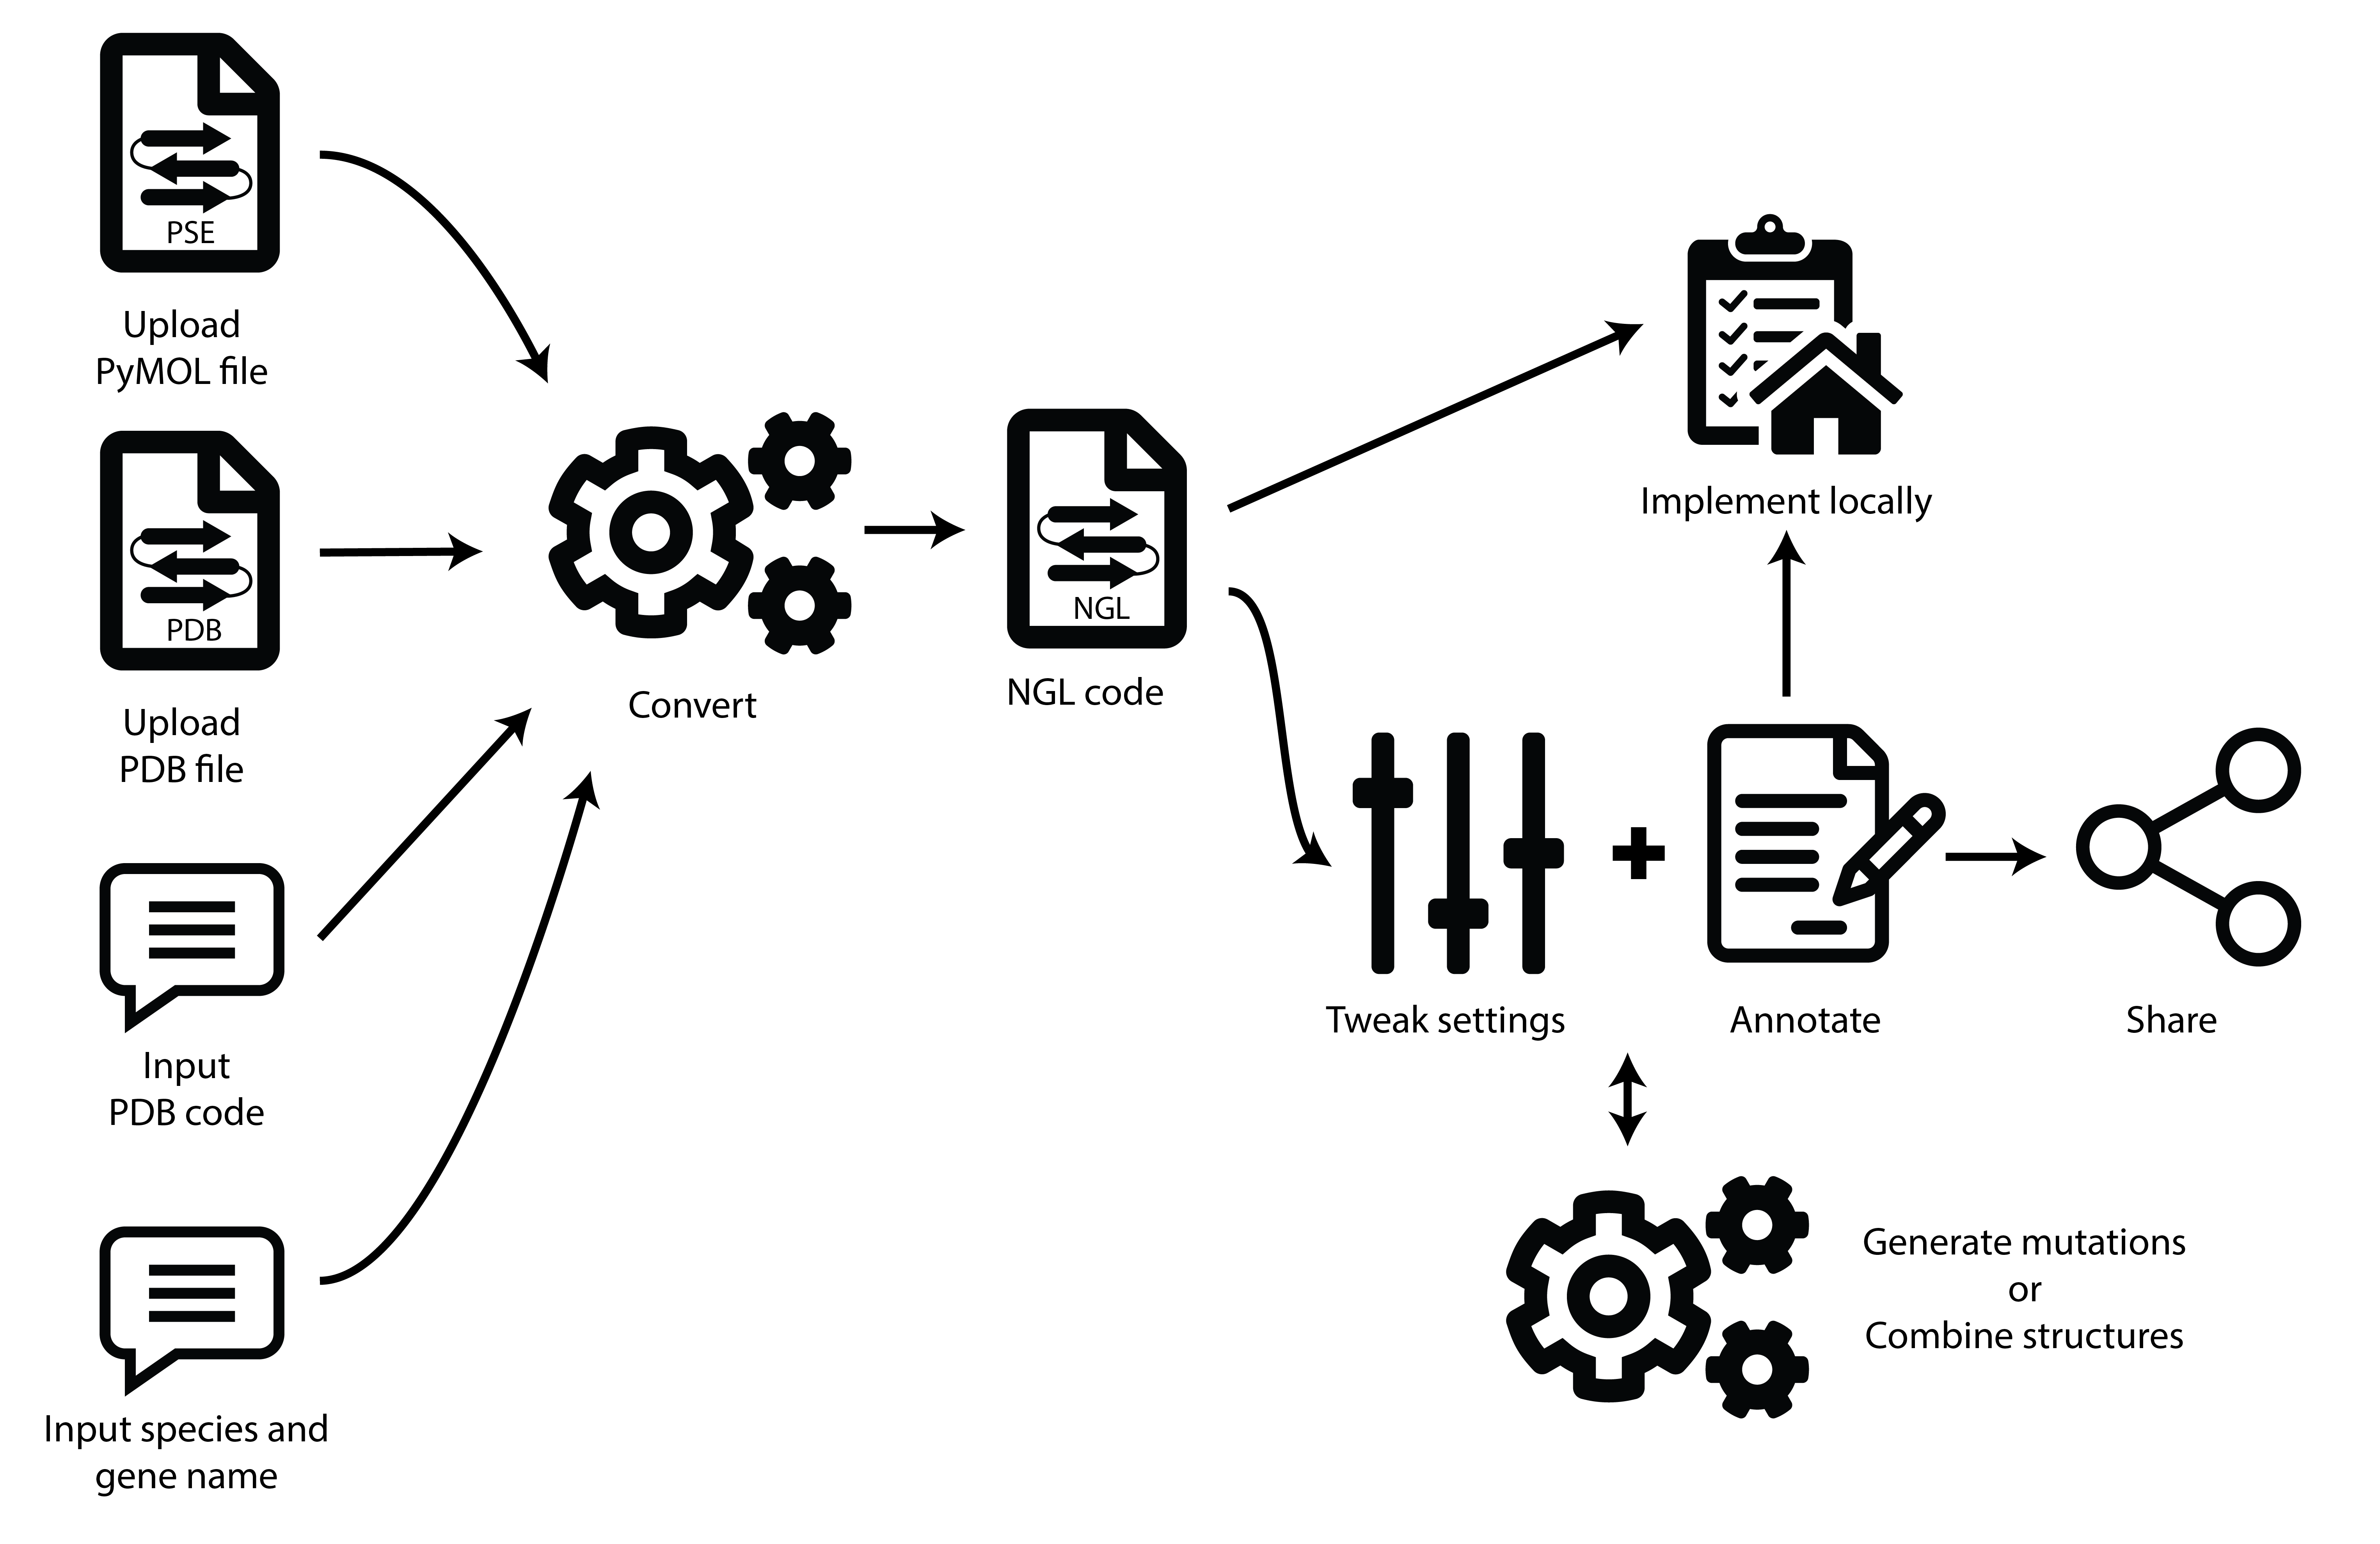 PSE
Upload
PyMOL file
PDB
Upload
PDB file
Input
PDB code
Input species and
gene name
Convert
NGL
NGL code
Implement locally
Tweak settings
Annotate
Share
Generate mutations
or
Combine structures